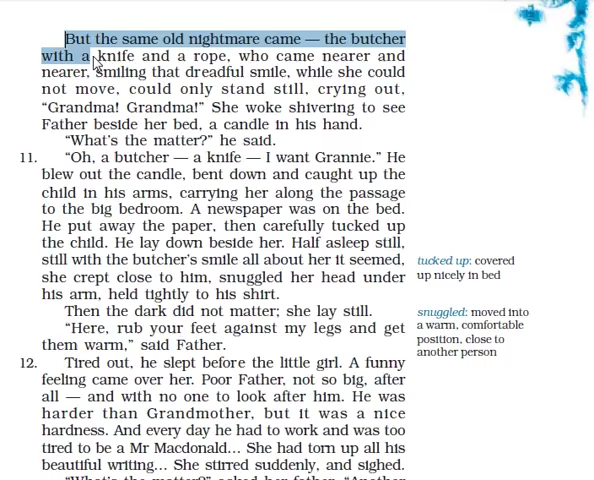 But the same old nightmare came — the butcher
with a knife and a rope, who came nearer and
nearer, smiling that dreadful smile, while she could
not move, could only stand still, crying out,
“Grandma! Grandma!” She woke shivering to see
Father beside her bed, a candle in his hand.
“What’s the matter?” he said.
11. “Oh, a butcher — a knife — I want Grannie.” He
blew out the candle, bent down and caught up the
child in his arms, carrying her along the passage
to the big bedroom. A newspaper was on the bed.
He put away the paper, then carefully tucked up
the child. He lay down beside her. Half asleep still,
still with the butcher’s smile all about her it seemed,
she crept close to him, snuggled her head under
his arm, held tightly to his shirt.
Then the dark did not matter; she lay still.
“Here, rub your feet against my legs and get
them warm,” said Father.
12. Tired out, he slept before the little girl. A funny
feeling came over her. Poor Father, not so big, after
all — and with no one to look after him. He was
harder than Grandmother, but it was a nice
hardness. And every day he had to work and was too
tired to be a Mr Macdonald... She had torn up all his
beautiful writing... She stirred suddenly, and sighed.
“What’s the matter?” asked her father. “Another
tucked up: covered
up nicely in bed
snuggled: moved into
a warm, comfortable
position, close to
another person